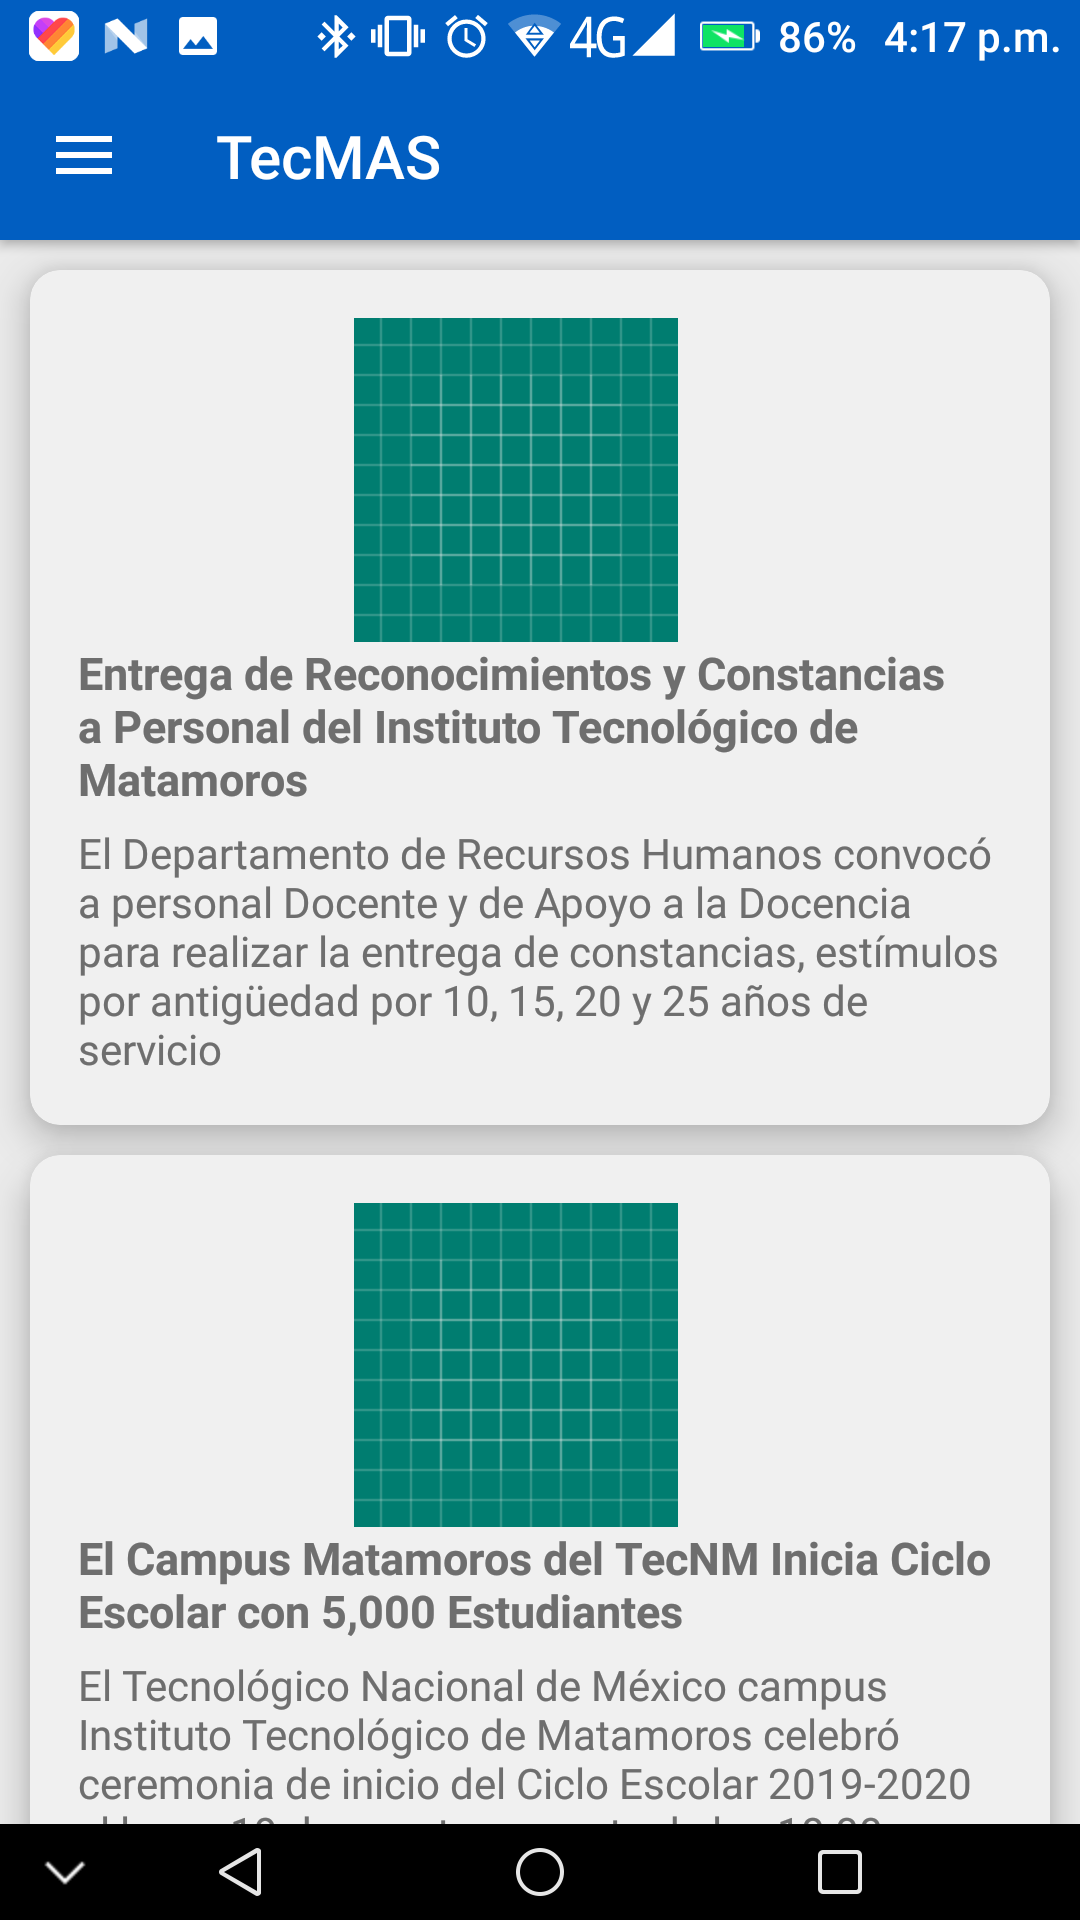 4G 86% 4:17 p.m.
TecMAS
Entrega de Reconocimientos y Constancias
a Personal del Instituto Tecnológico de
Matamoros
El Departamento de Recursos Humanos convocó
a personal Docente y de Apoyo a la Docencia
para realizar la entrega de constancias, estímulos
por antigüedad por 10, 15, 20 y 25 años de
servicio
El Campus Matamoros del TecNM Inicia Ciclo
Escolar con 5,000 Estudiantes
El Tecnológico Nacional de México campus
Instituto Tecnológico de Matamoros celebró
ceremonia de inicio del Ciclo Escolar 2019-2020